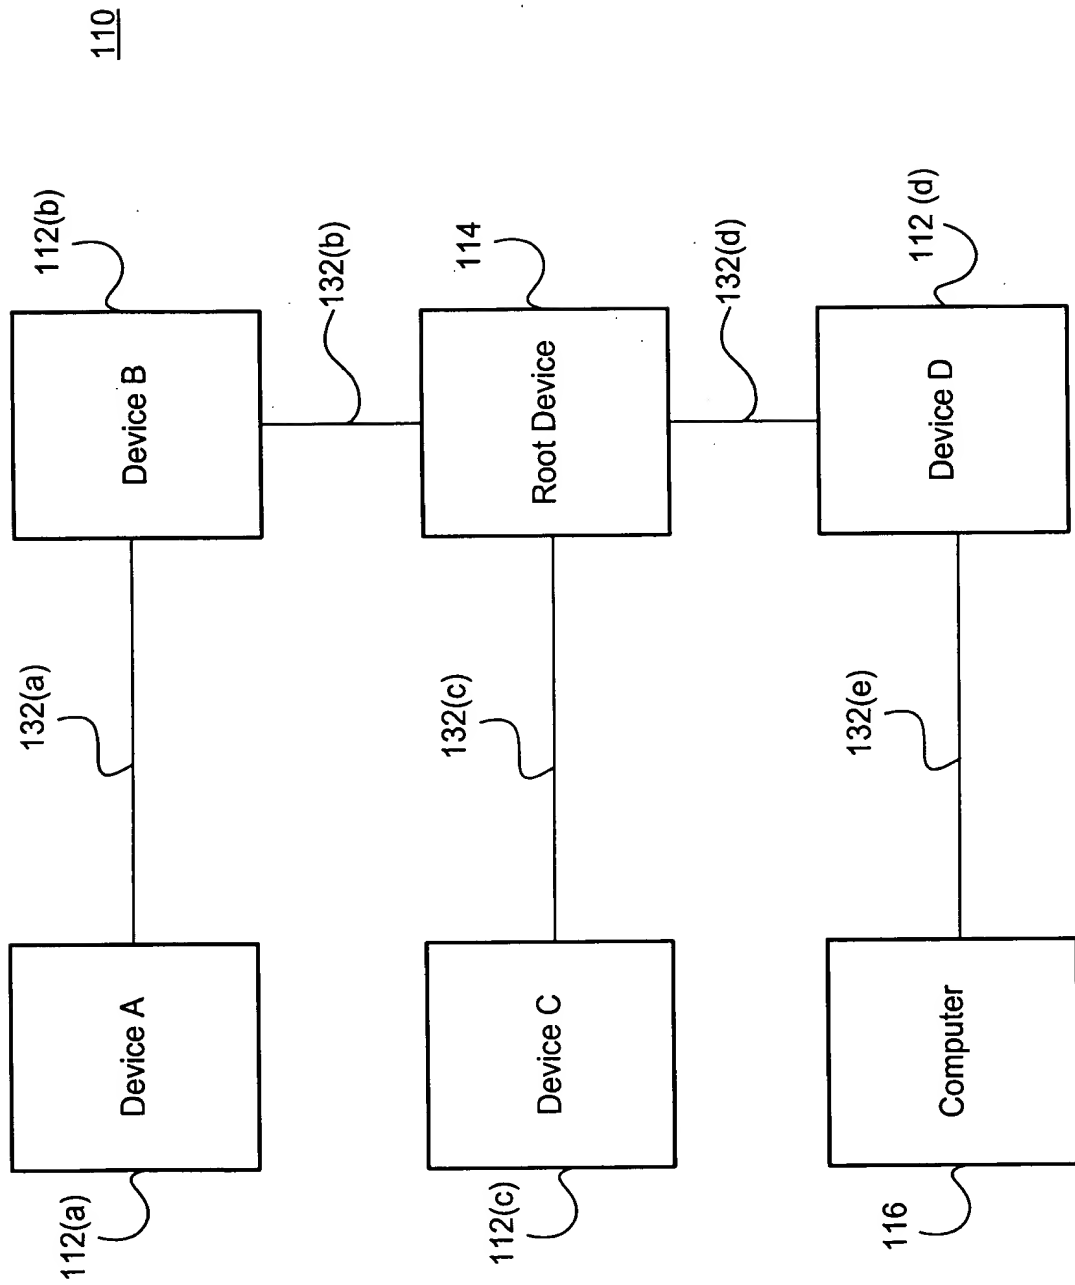 110
112(b)
Device B
132(b)
114
Root Device
132(d)
112 (d)
Device D
132(a)
132(c)
132(e)
112(a)
Device A
112(c)
Device C
116
Computer